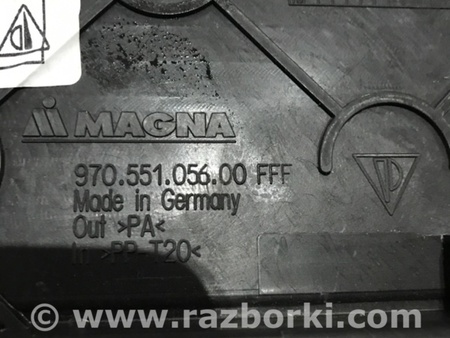 MAGNA
970.551.056.00 FFF
Made in Germany
Out >PA<
In >PP-T20<
© www.razborki.com